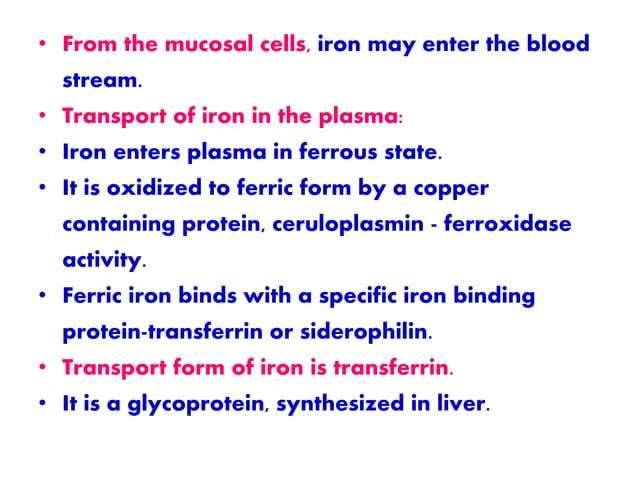 • From the mucosal cells, iron may enter the blood
stream.
• Transport of iron in the plasma:
• Iron enters plasma in ferrous state.
• It is oxidized to ferric form by a copper
containing protein, ceruloplasmin - ferroxidase
activity.
• Ferric iron binds with a specific iron binding
protein-transferrin or siderophilin.
• Transport form of iron is transferrin.
• It is a glycoprotein, synthesized in liver.